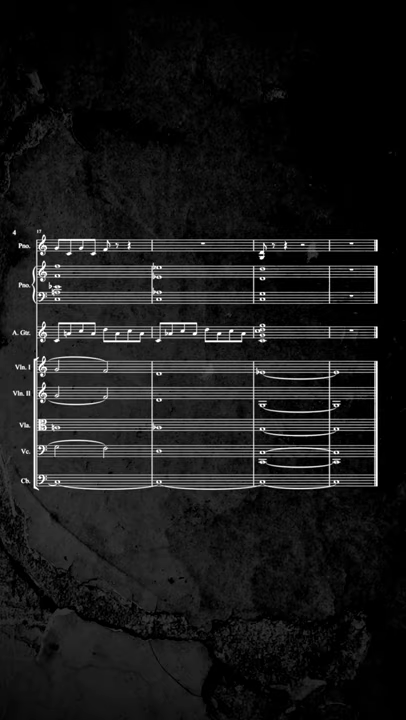 4
17
Pno.
Pno.
A. Gtr.
Vln. I
Vln. II
Vla.
Vc.
Cb.